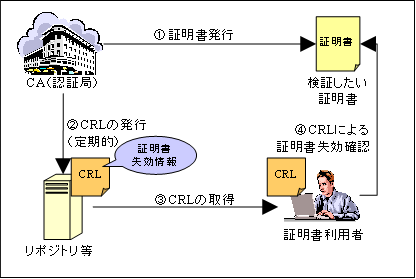 ①証明書発行
証明書
CA(認証局)
検証したい
証明書
②CRLの発行
(定期的)
証明書
失効情報
④CRLによる
証明書失効確認
CRL
CRL
③CRLの取得
リポジトリ等
証明書利用者